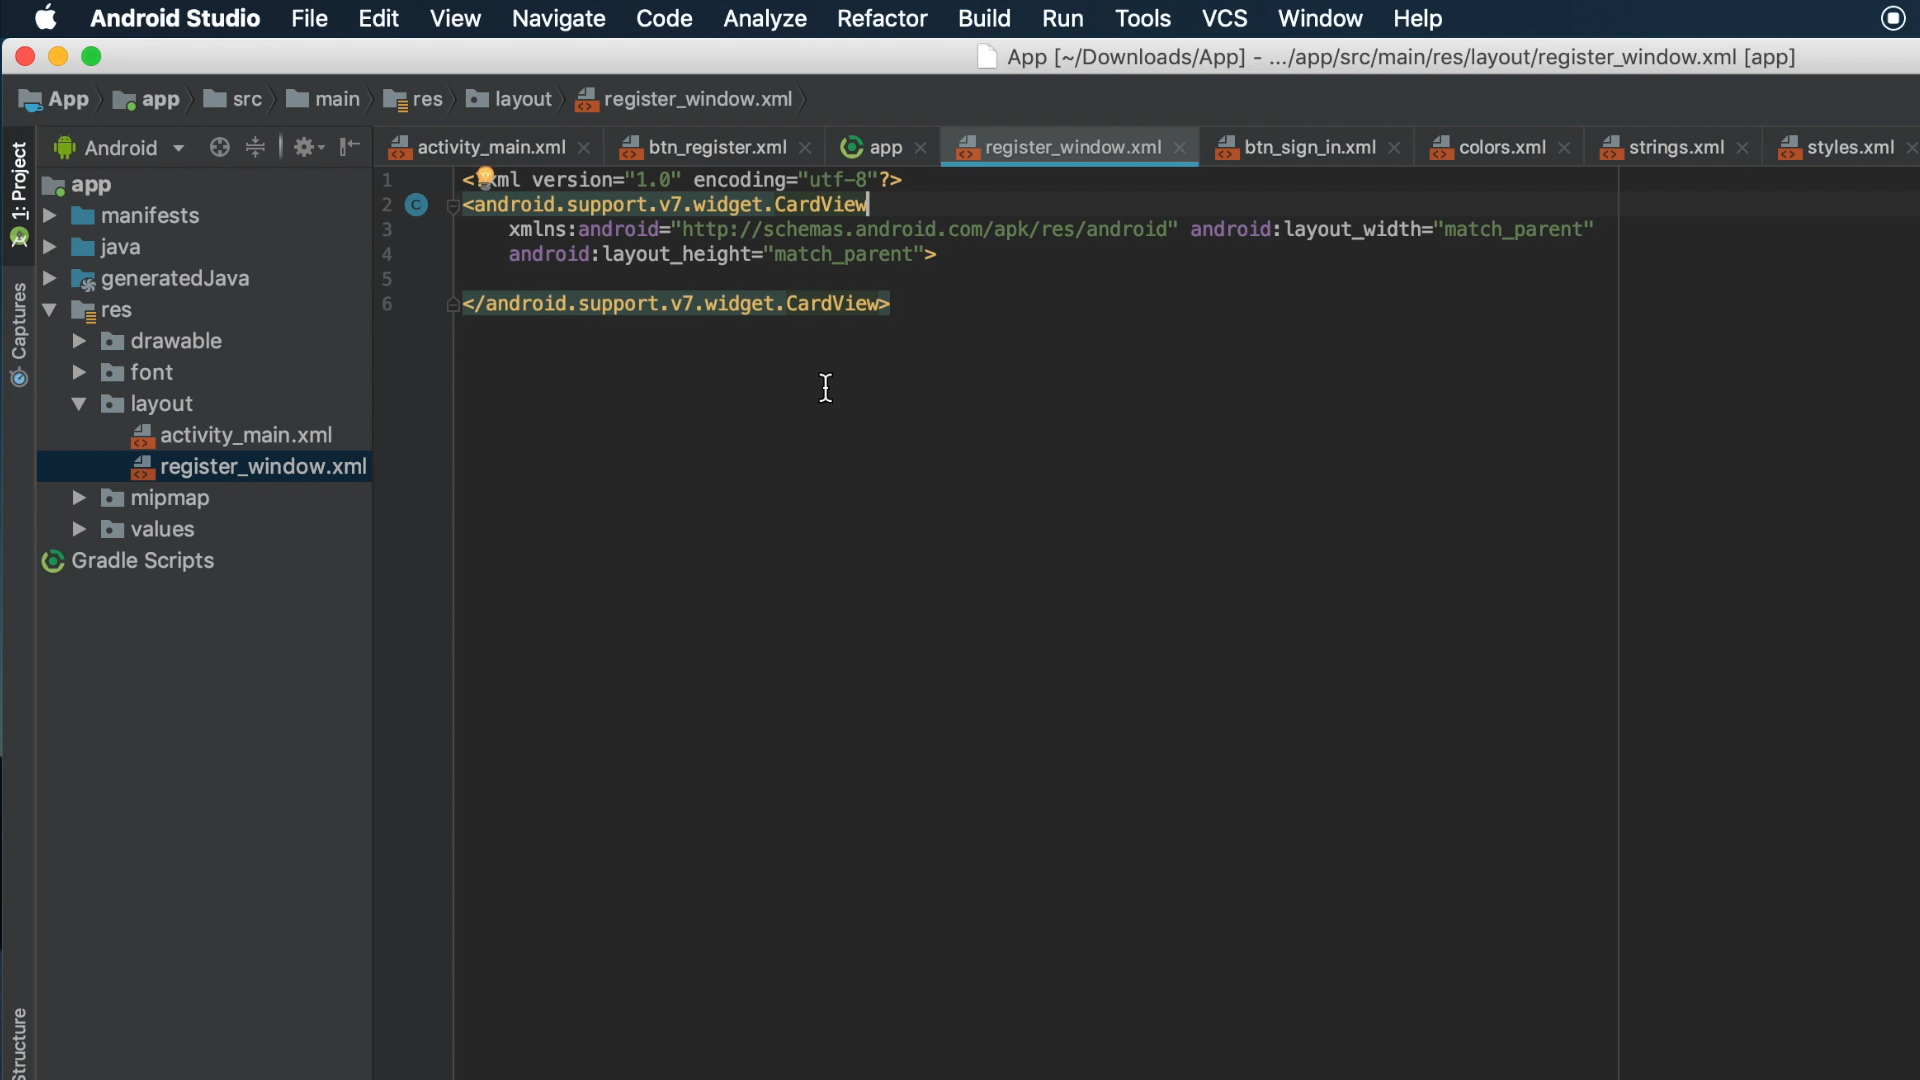 Android Studio File Edit View Navigate Code Analyze Refactor Build Run Tools VCS Window Help
App [~/Downloads/App] - .../app/src/main/res/layout/register_window.xml [app]
App app src main res layout register_window.xml
Android
activity_main.xml btn_register.xml app register_window.xml btn_sign_in.xml colors.xml strings.xml styles.xml
1: Project
Captures
Structure
app
manifests
java
generatedJava
res
drawable
font
layout
activity_main.xml
register_window.xml
mipmap
values
Gradle Scripts
1 <?xml version="1.0" encoding="utf-8"?>
2 <android.support.v7.widget.CardView
3 xmlns:android="http://schemas.android.com/apk/res/android" android:layout_width="match_parent"
4 android:layout_height="match_parent">
5
6 </android.support.v7.widget.CardView>